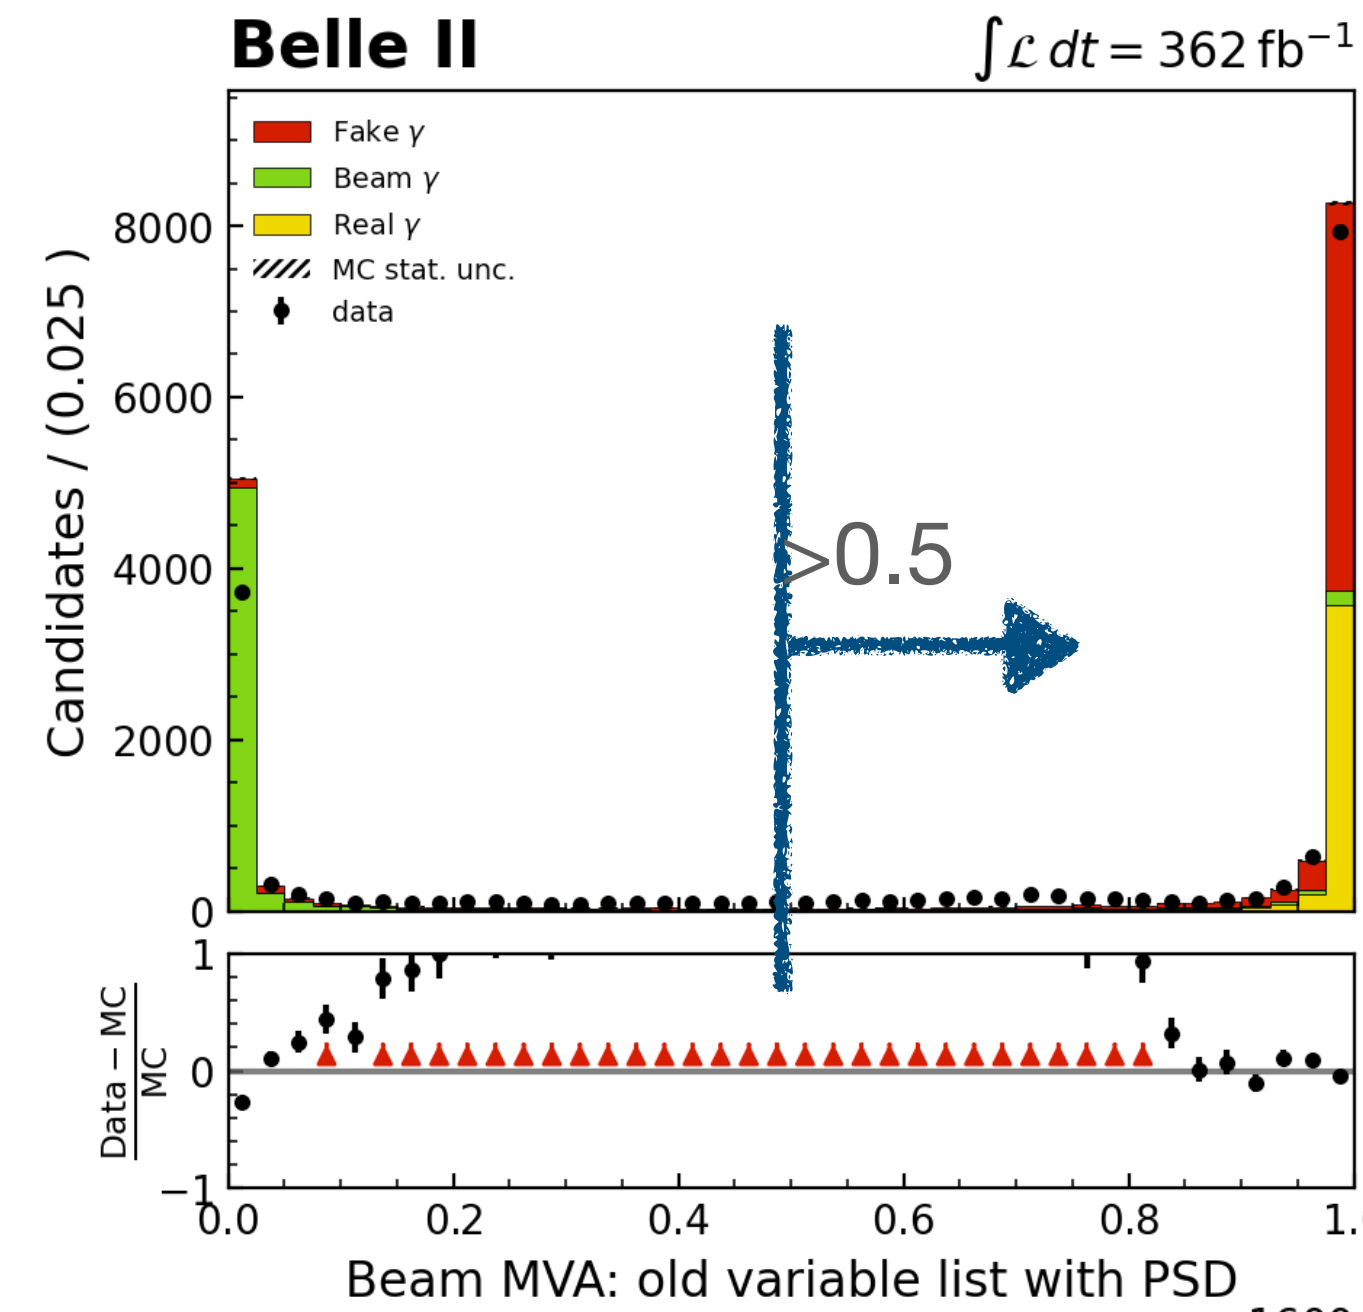 Belle II
∫ℒ dt = 362 fb⁻¹
Fake γ
Beam γ
Real γ
MC stat. unc.
data
Candidates / (0.025 )
8000
6000
4000
2000
0
>0.5
Data − MC
MC
1
0
−1
0.0 0.2 0.4 0.6 0.8 1.
Beam MVA: old variable list with PSD